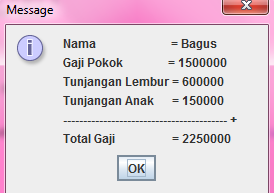 Message
Nama = Bagus
Gaji Pokok = 1500000
Tunjangan Lembur = 600000
Tunjangan Anak = 150000
----------------------------------------- +
Total Gaji = 2250000
OK